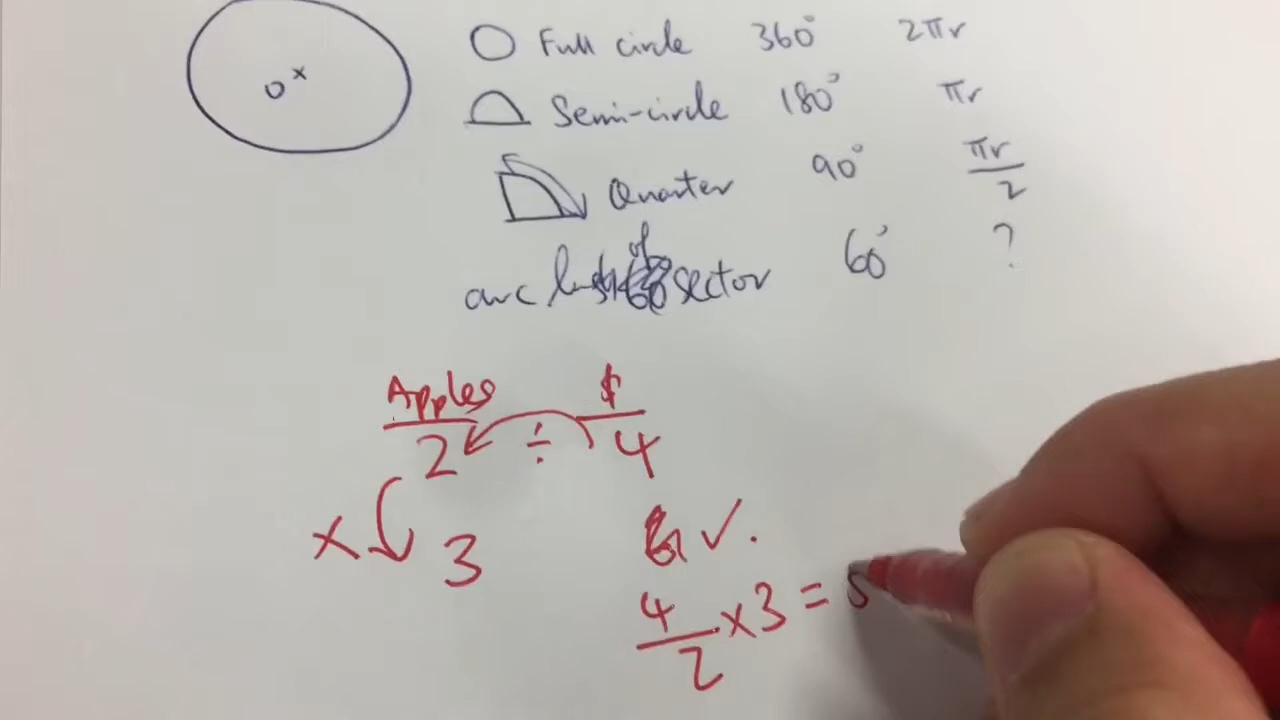 O x
Full circle 360° 2πr
Semi-circle 180° πr
Quarter 90° πr/2
arc of sector 60° ?
Apples $
2 ÷ 4
x 3 ✓.
4/2 x 3 =